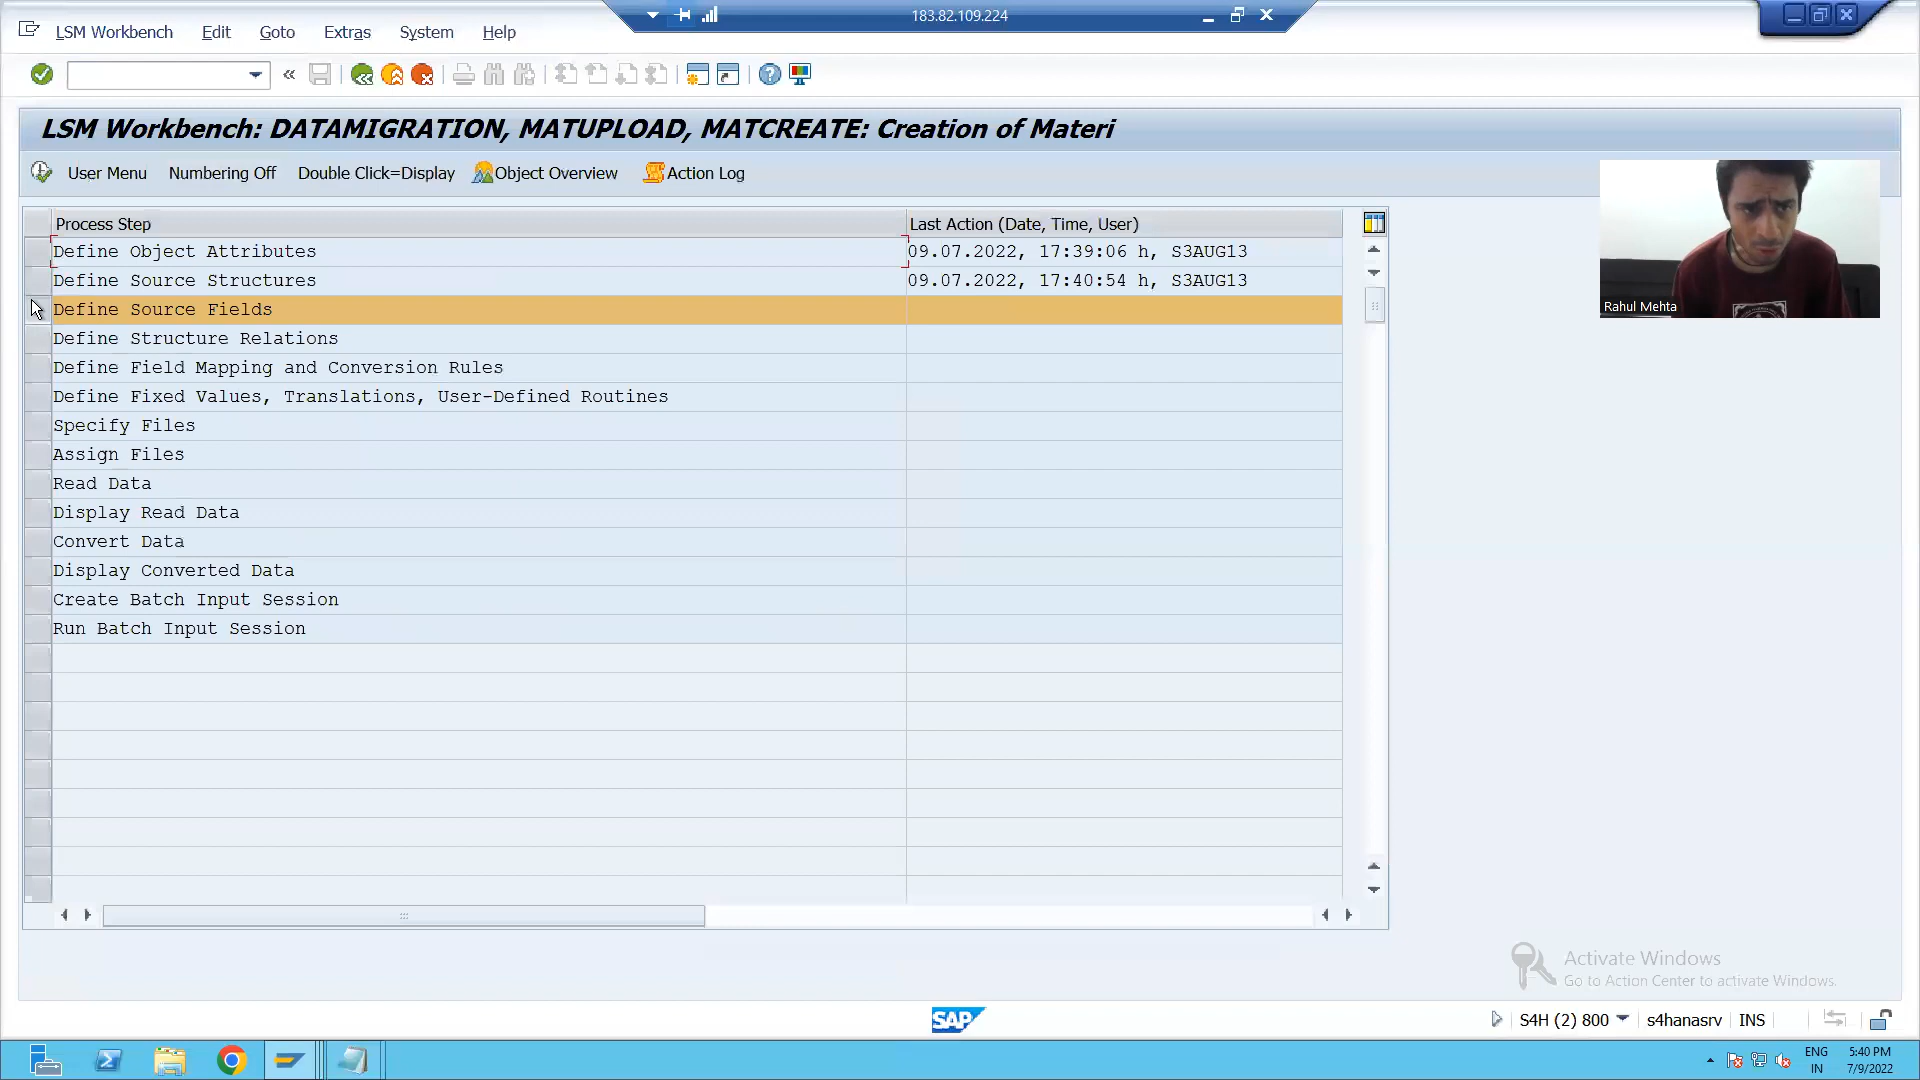 183.82.109.224
LSM Workbench Edit Goto Extras System Help
LSM Workbench: DATAMIGRATION, MATUPLOAD, MATCREATE: Creation of Materi
User Menu Numbering Off Double Click=Display Object Overview Action Log
Process Step Last Action (Date, Time, User)
Define Object Attributes 09.07.2022, 17:39:06 h, S3AUG13
Define Source Structures 09.07.2022, 17:40:54 h, S3AUG13
Define Source Fields
Define Structure Relations
Define Field Mapping and Conversion Rules
Define Fixed Values, Translations, User-Defined Routines
Specify Files
Assign Files
Read Data
Display Read Data
Convert Data
Display Converted Data
Create Batch Input Session
Run Batch Input Session
Rahul Mehta
Activate Windows
Go to Action Center to activate Windows.
SAP
S4H (2) 800 s4hanasrv INS
ENG 5:40 PM
IN 7/9/2022